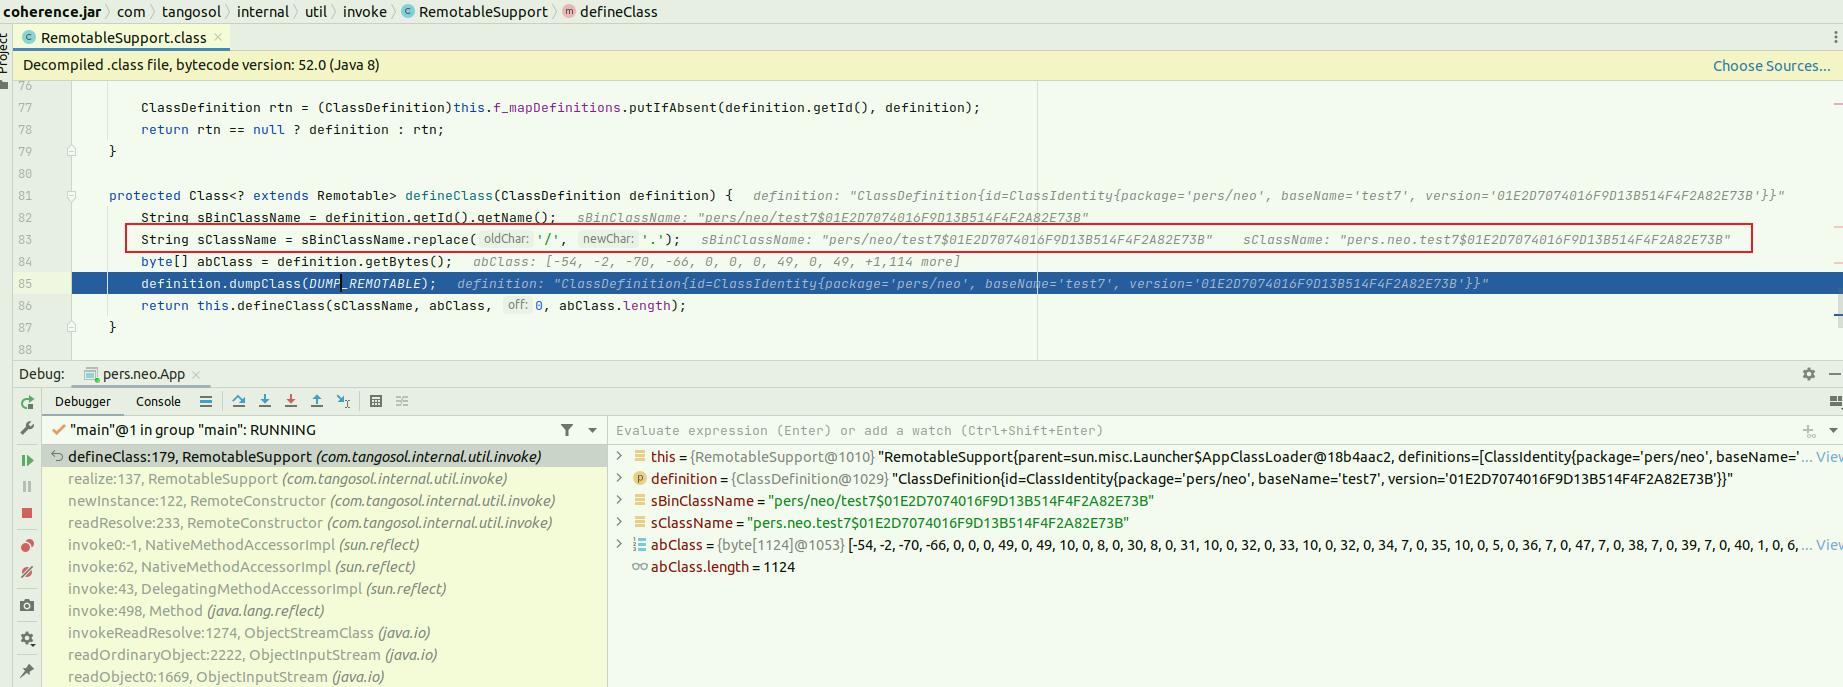 coherence.jar com tangosol internal util invoke RemotableSupport defineClass
Project
RemotableSupport.class
Decompiled .class file, bytecode version: 52.0 (Java 8) Choose Sources...
76
77 ClassDefinition rtn = (ClassDefinition)this.f_mapDefinitions.putIfAbsent(definition.getId(), definition);
78 return rtn == null ? definition : rtn;
79 }
80
81 protected Class<? extends Remotable> defineClass(ClassDefinition definition) { definition: "ClassDefinition{id=ClassIdentity{package='pers/neo', baseName='test7', version='01E2D7074016F9D13B514F4F2A82E73B'}}"
82 String sBinClassName = definition.getId().getName(); sBinClassName: "pers/neo/test7$01E2D7074016F9D13B514F4F2A82E73B"
83 String sClassName = sBinClassName.replace( oldChar: '/', newChar: '.'); sBinClassName: "pers/neo/test7$01E2D7074016F9D13B514F4F2A82E73B" sClassName: "pers.neo.test7$01E2D7074016F9D13B514F4F2A82E73B"
84 byte[] abClass = definition.getBytes(); abClass: [-54, -2, -70, -66, 0, 0, 0, 49, 0, 49, +1,114 more]
85 definition.dumpClass(DUMP_REMOTABLE); definition: "ClassDefinition{id=ClassIdentity{package='pers/neo', baseName='test7', version='01E2D7074016F9D13B514F4F2A82E73B'}}"
86 return this.defineClass(sClassName, abClass, off: 0, abClass.length);
87 }
88
Debug: pers.neo.App
Debugger Console
"main"@1 in group "main": RUNNING
defineClass:179, RemotableSupport (com.tangosol.internal.util.invoke)
realize:137, RemotableSupport (com.tangosol.internal.util.invoke)
newInstance:122, RemoteConstructor (com.tangosol.internal.util.invoke)
readResolve:233, RemoteConstructor (com.tangosol.internal.util.invoke)
invoke0:-1, NativeMethodAccessorImpl (sun.reflect)
invoke:62, NativeMethodAccessorImpl (sun.reflect)
invoke:43, DelegatingMethodAccessorImpl (sun.reflect)
invoke:498, Method (java.lang.reflect)
invokeReadResolve:1274, ObjectStreamClass (java.io)
readOrdinaryObject:2222, ObjectInputStream (java.io)
readObject0:1669, ObjectInputStream (java.io)
Evaluate expression (Enter) or add a watch (Ctrl+Shift+Enter)
this = {RemotableSupport@1010} "RemotableSupport{parent=sun.misc.Launcher$AppClassLoader@18b4aac2, definitions=[ClassIdentity{package='pers/neo', baseName='... View
definition = {ClassDefinition@1029} "ClassDefinition{id=ClassIdentity{package='pers/neo', baseName='test7', version='01E2D7074016F9D13B514F4F2A82E73B'}}"
sBinClassName = "pers/neo/test7$01E2D7074016F9D13B514F4F2A82E73B"
sClassName = "pers.neo.test7$01E2D7074016F9D13B514F4F2A82E73B"
abClass = {byte[1124]@1053} [-54, -2, -70, -66, 0, 0, 0, 49, 0, 49, 10, 0, 8, 0, 30, 8, 0, 31, 10, 0, 32, 0, 33, 10, 0, 32, 0, 34, 7, 0, 35, 10, 0, 5, 0, 36, 7, 0, 47, 7, 0, 38, 7, 0, 39, 7, 0, 40, 1, 0, 6,... View
abClass.length = 1124